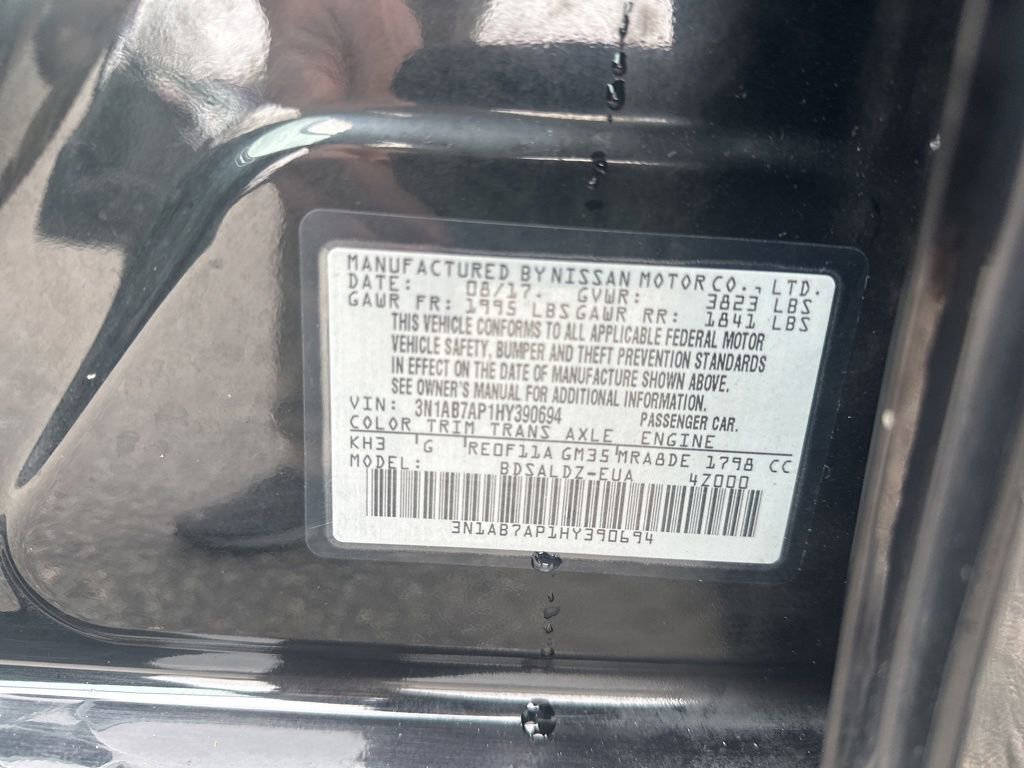 MANUFACTURED BY NISSAN MOTOR CO., LTD.
DATE: 08/17. GVWR: 3823 LBS
GAWR FR: 1995 LBS GAWR RR: 1841 LBS
THIS VEHICLE CONFORMS TO ALL APPLICABLE FEDERAL MOTOR
VEHICLE SAFETY, BUMPER AND THEFT PREVENTION STANDARDS
IN EFFECT ON THE DATE OF MANUFACTURE SHOWN ABOVE.
SEE OWNER'S MANUAL FOR ADDITIONAL INFORMATION.
VIN: 3N1AB7AP1HY390694 PASSENGER CAR.
COLOR TRIM TRANS AXLE ENGINE
KH3 G RE0F11A GM35 MRA8DE 1798 CC
MODEL: BDSALDZ-EUA 4Z000
3N1AB7AP1HY390694